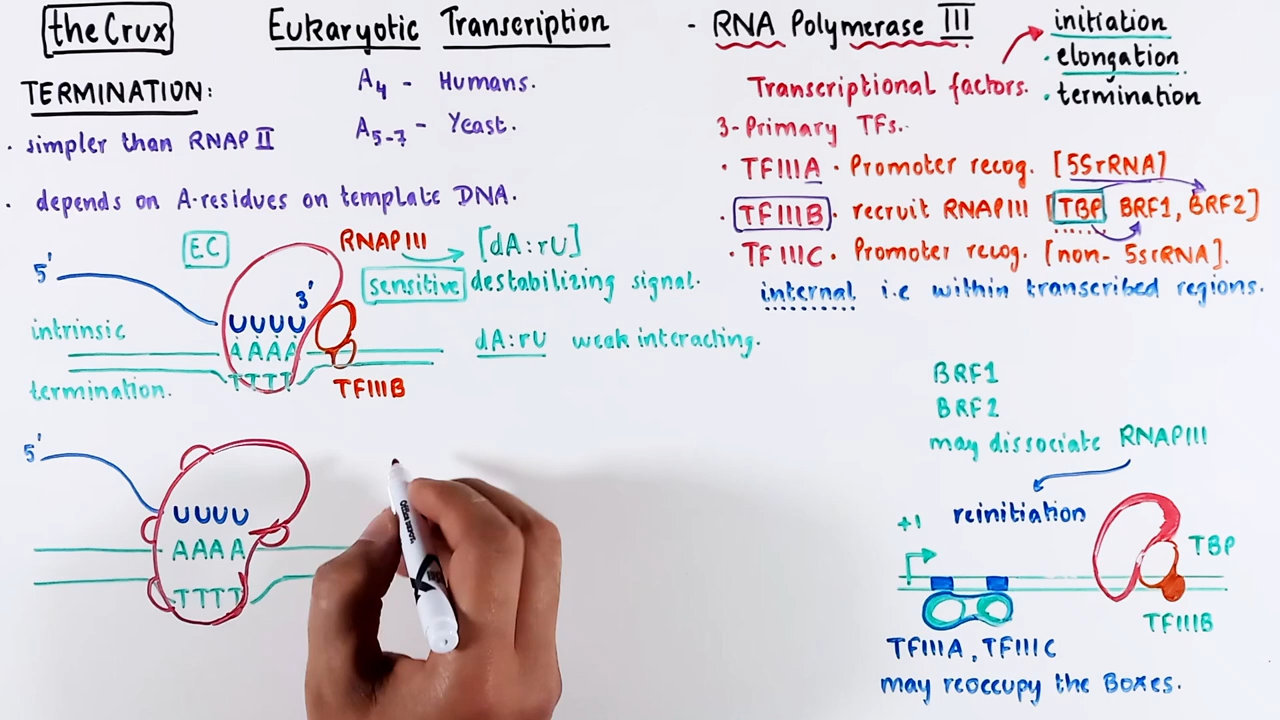 theCrux
Eukaryotic Transcription
TERMINATION:
A4 - Humans.
A5-7 - Yeast.
• simpler than RNAP II
• depends on A-residues on template DNA.
EC
RNAPIII
[dA:rU]
sensitive destabilizing signal.
5'
3'
UUUU
AAAA
TTTT
intrinsic
termination.
TFIIIB
dA:rU weak interacting.
5'
UUUU
AAAA
TTTT
- RNA Polymerase III
initiation
• elongation
• termination
Transcriptional factors.
3-Primary TFs.
• TFIIIA • Promoter recog. [5SrRNA]
• TFIIIB • recruit RNAPIII [TBP BRF1, BRF2]
• TFIIIC • Promoter recog. [non-5srRNA].
internal i.e within transcribed regions.
BRF1
BRF2
may dissociate RNAPIII
reinitiation
+1
TBP
TFIIIB
TFIIIA, TFIIIC
may reoccupy the Boxes.